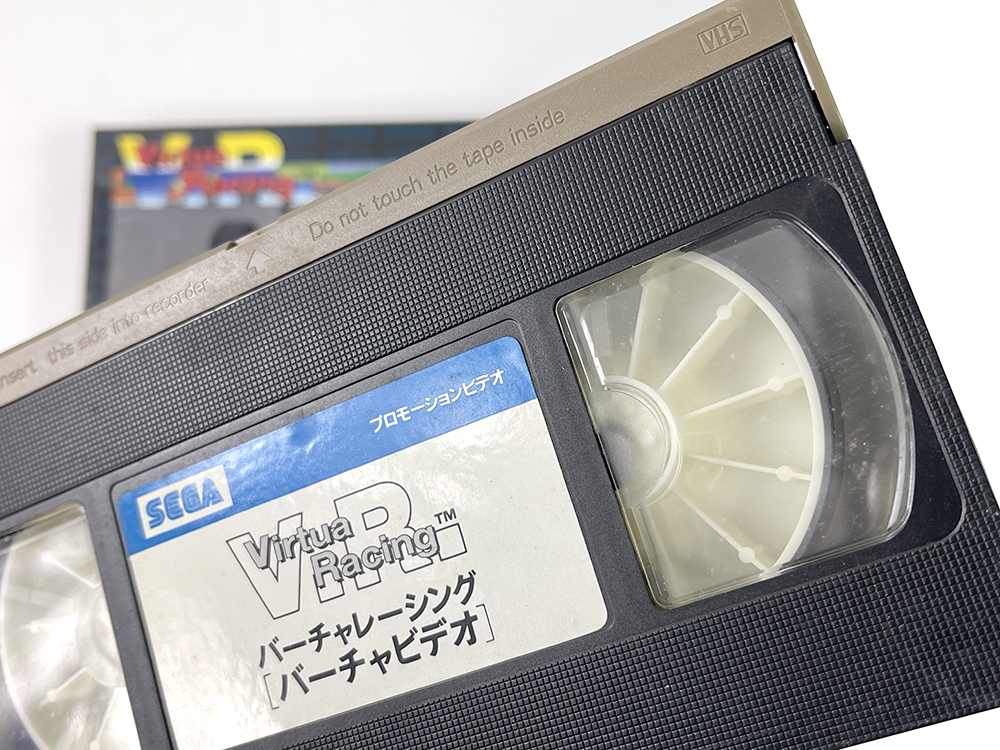 VHS
Do not touch the tape inside
insert this side into recorder
V.R.
Virtua
Racing
プロモーションビデオ
SEGA
V.R.
Virtua
Racing™
バーチャレーシング
[バーチャビデオ]